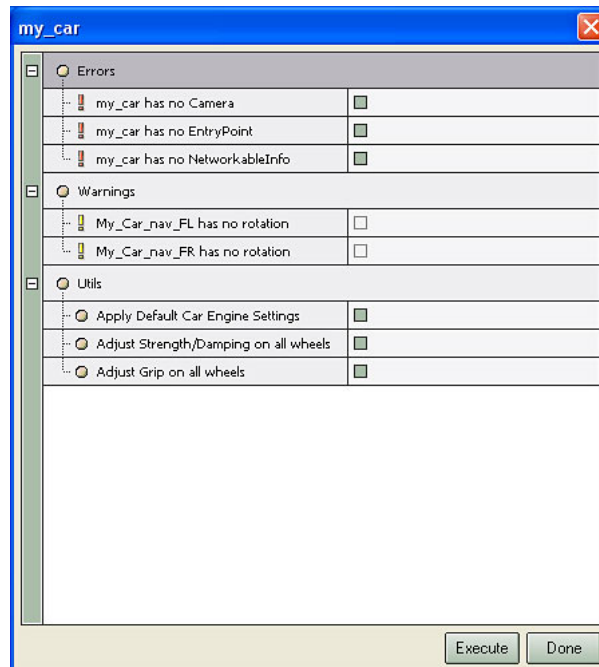 my_car
Errors
my_car has no Camera
my_car has no EntryPoint
my_car has no NetworkableInfo
Warnings
My_Car_nav_FL has no rotation
My_Car_nav_FR has no rotation
Utils
Apply Default Car Engine Settings
Adjust Strength/Damping on all wheels
Adjust Grip on all wheels
Execute Done